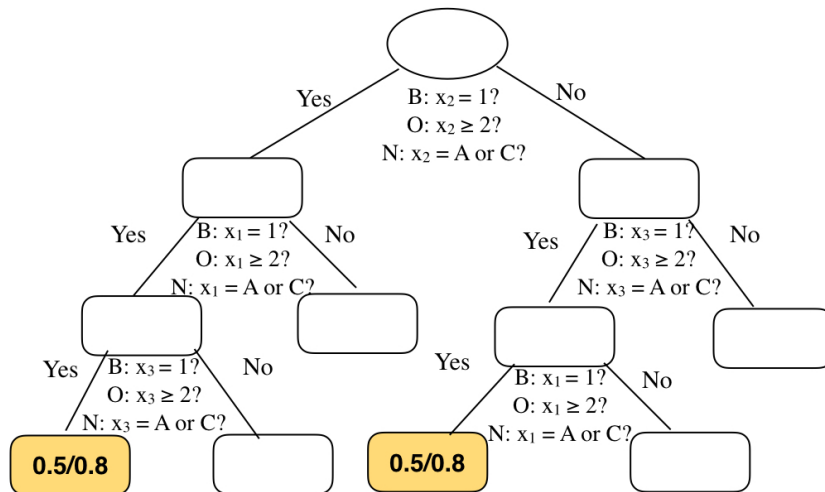 Yes
No
B: x₂ = 1?
O: x₂ ≥ 2?
N: x₂ = A or C?
Yes
No
B: x₁ = 1?
O: x₁ ≥ 2?
N: x₁ = A or C?
Yes
No
B: x₃ = 1?
O: x₃ ≥ 2?
N: x₃ = A or C?
Yes
No
B: x₃ = 1?
O: x₃ ≥ 2?
N: x₃ = A or C?
Yes
No
B: x₁ = 1?
O: x₁ ≥ 2?
N: x₁ = A or C?
0.5/0.8
0.5/0.8